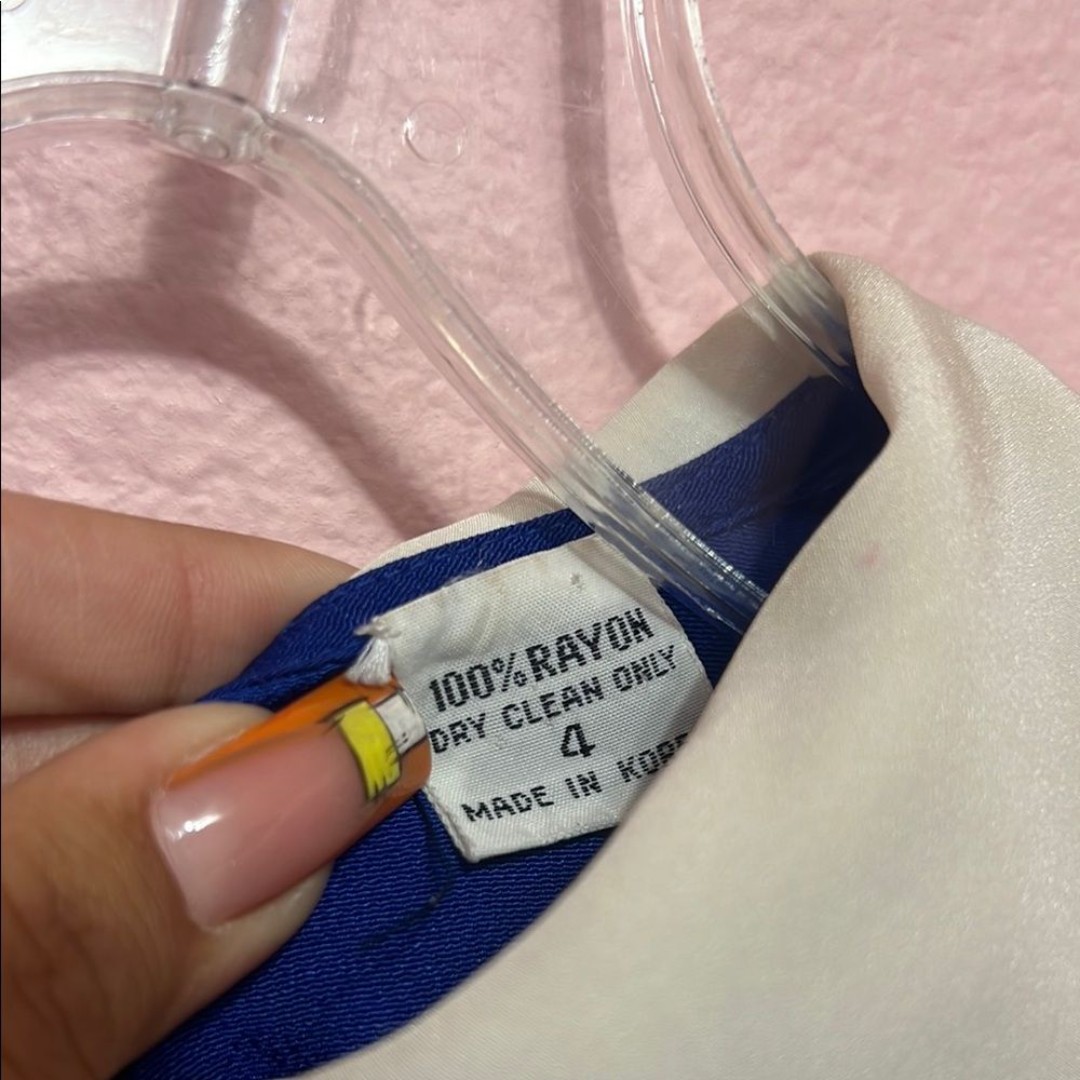 100% RAYON
DRY CLEAN ONLY
4
MADE IN